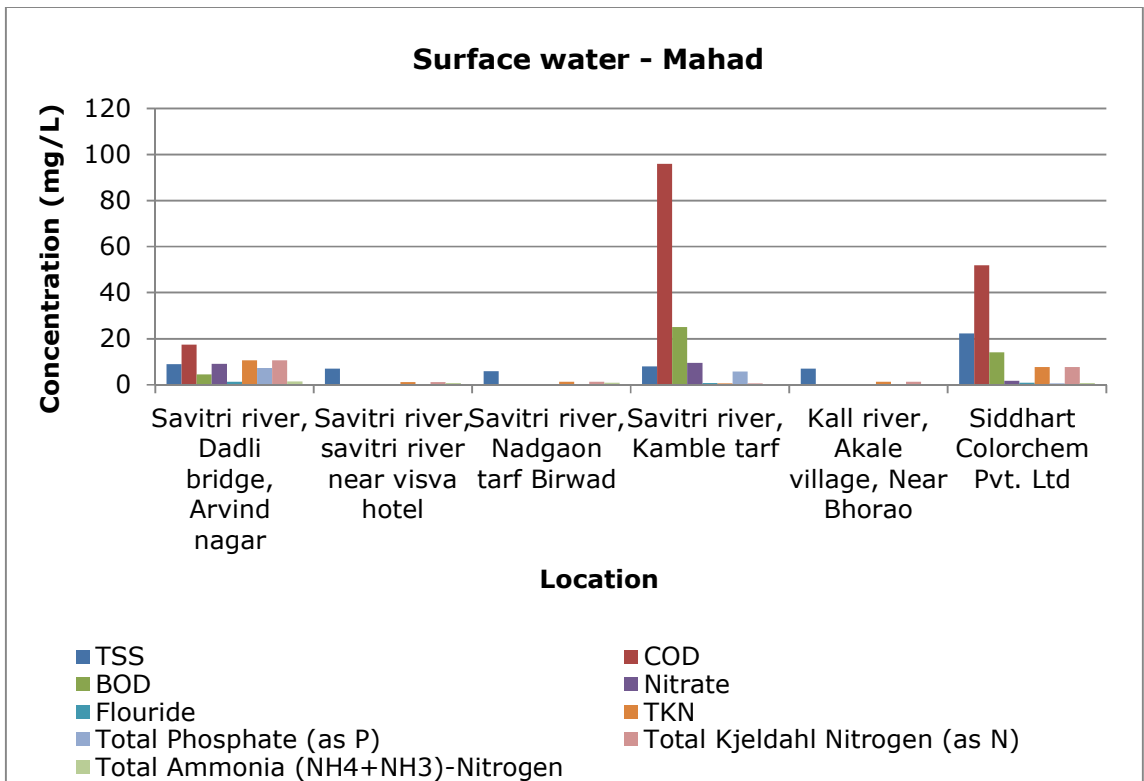 Surface water - Mahad
Concentration (mg/L)
120
100
80
60
40
20
0
Savitri river,
Dadli
bridge,
Arvind
nagar
Savitri river,
savitri river
near visva
hotel
Savitri river,
Nadgaon
tarf Birwad
Savitri river,
Kamble tarf
Kall river,
Akale
village, Near
Bhorao
Siddhart
Colorchem
Pvt. Ltd
Location
TSS
COD
BOD
Nitrate
Flouride
TKN
Total Phosphate (as P)
Total Kjeldahl Nitrogen (as N)
Total Ammonia (NH4+NH3)-Nitrogen